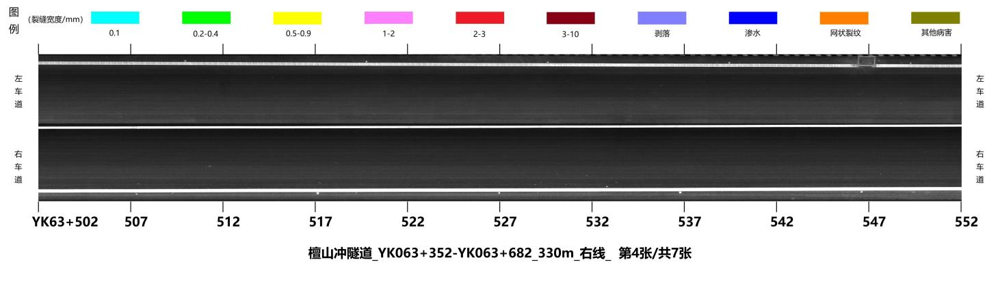 图例
(裂缝宽度/mm)
0.1 0.2-0.4 0.5-0.9 1-2 2-3 3-10 剥落 渗水 网状裂纹 其他病害
左车道 左车道
右车道 右车道
YK63+502 507 512 517 522 527 532 537 542 547 552
檀山冲隧道_YK063+352-YK063+682_330m_右线_ 第4张/共7张